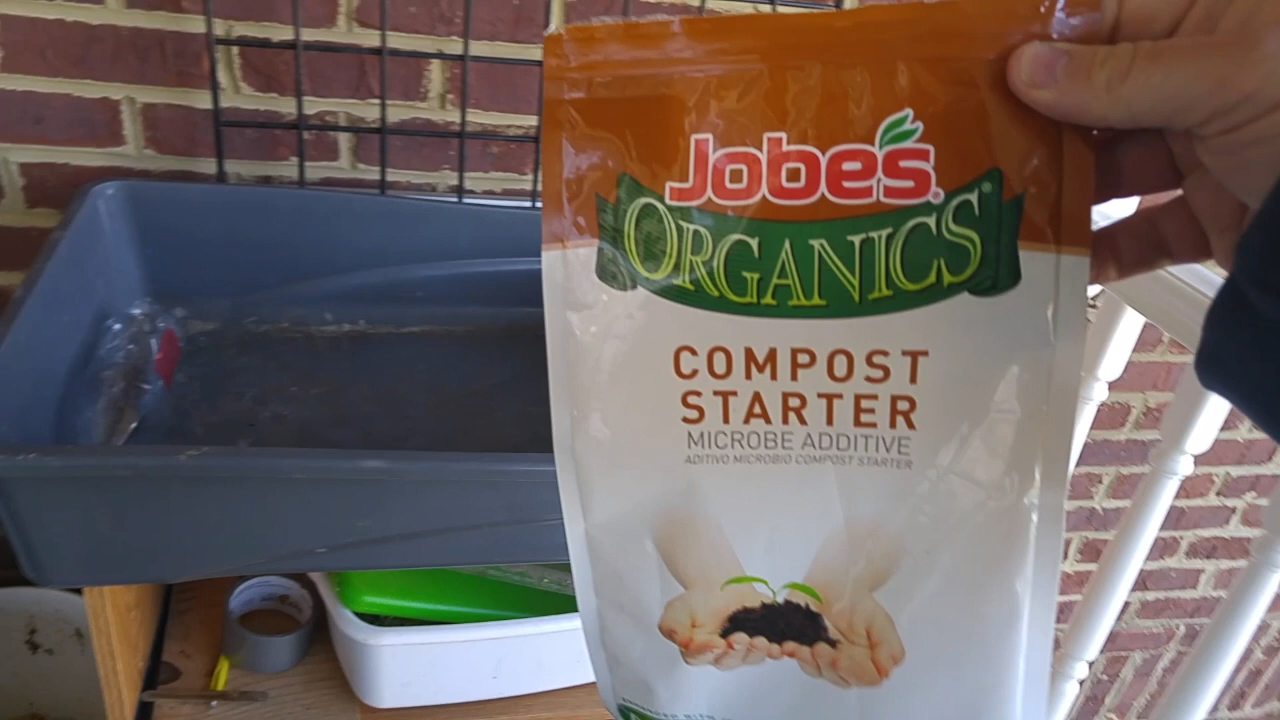 Jobe's®
ORGANICS®
COMPOST
STARTER
MICROBE ADDITIVE
ADITIVO MICROBIO COMPOST STARTER